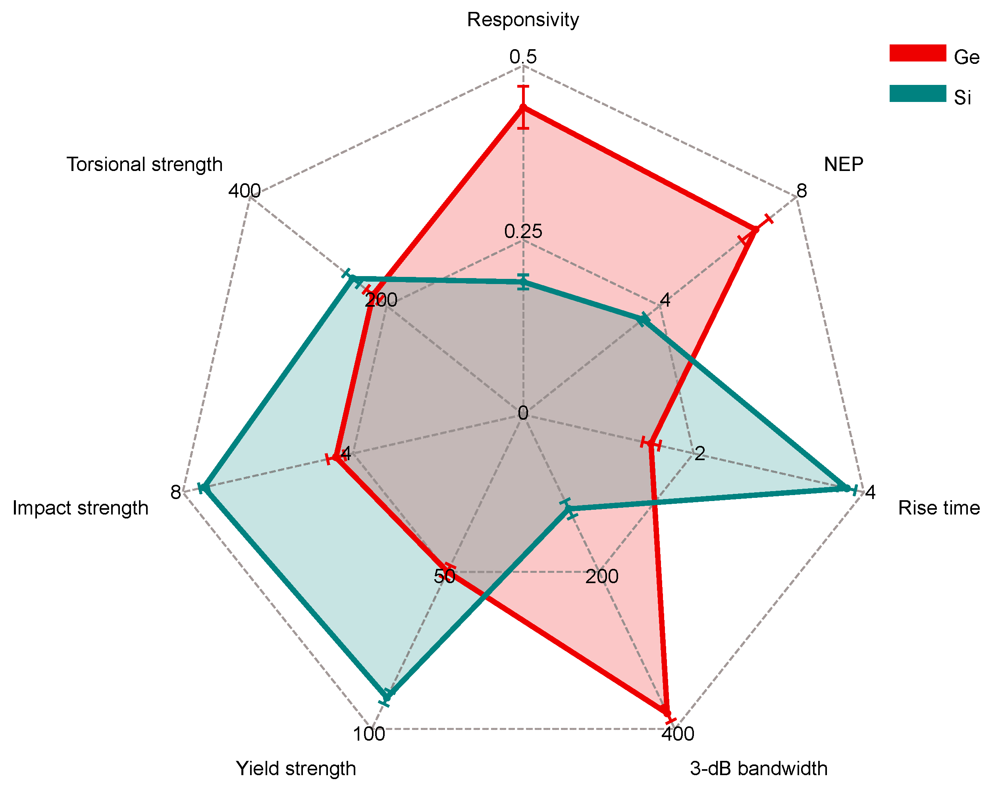 Responsivity
0.5
Ge
Si
Torsional strength
NEP
400
8
0.25
200
4
0
4
2
8
4
Impact strength
Rise time
50
200
100
400
Yield strength
3-dB bandwidth